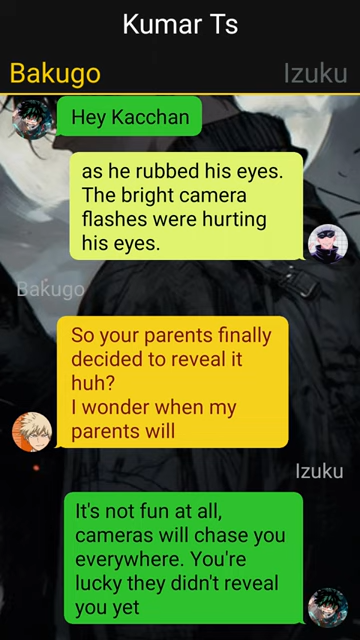 Kumar Ts
Bakugo
Izuku
Hey Kacchan
as he rubbed his eyes.
The bright camera
flashes were hurting
his eyes.
Bakugo
So your parents finally
decided to reveal it
huh?
I wonder when my
parents will
Izuku
It's not fun at all,
cameras will chase you
everywhere. You're
lucky they didn't reveal
you yet